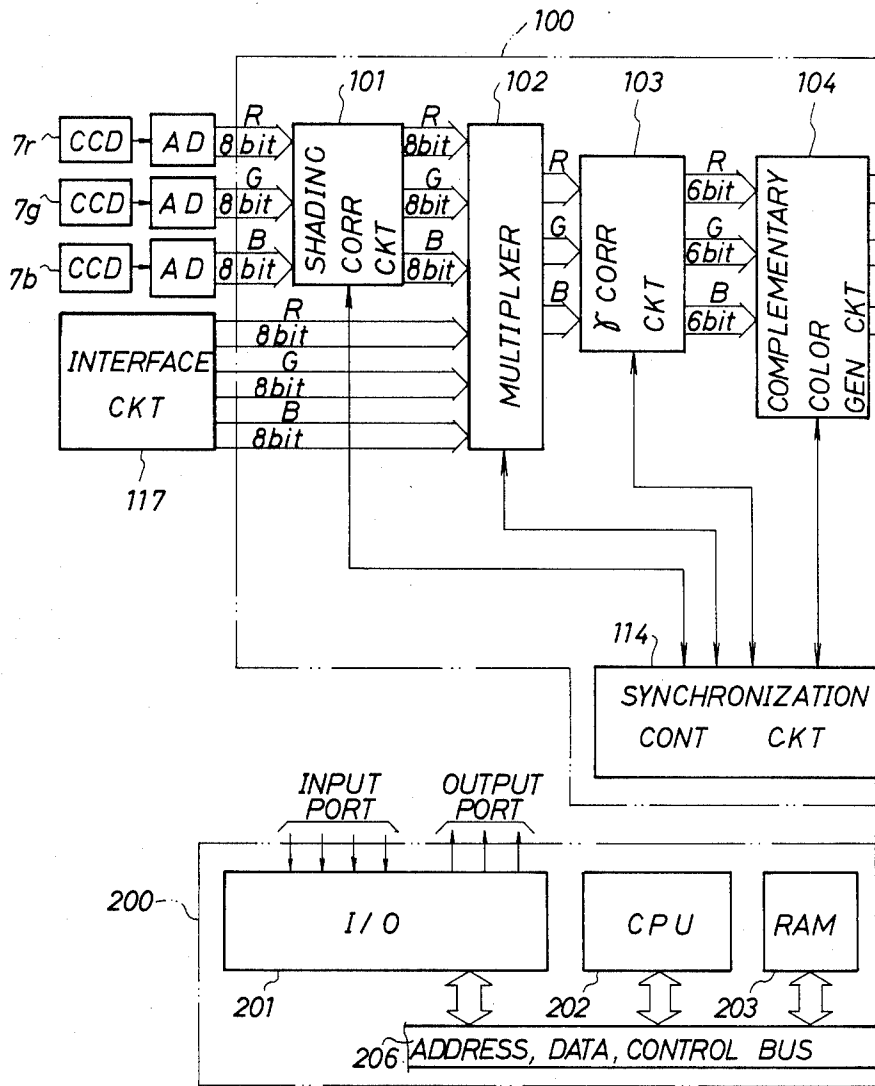 100
101
102
103
104
7r
CCD
AD
R
8bit
R
8bit
R
R
6bit
7g
CCD
AD
G
8bit
G
8bit
G
G
6bit
7b
CCD
AD
B
8bit
B
8bit
B
B
6bit
SHADING
CORR
CKT
MULTIPLXER
γ CORR
CKT
COMPLEMENTARY
COLOR
GEN CKT
INTERFACE
CKT
R
8bit
G
8bit
B
8bit
117
114
SYNCHRONIZATION
CONT CKT
INPUT
PORT
OUTPUT
PORT
200
I/O
CPU
RAM
201
202
203
206
ADDRESS, DATA, CONTROL BUS